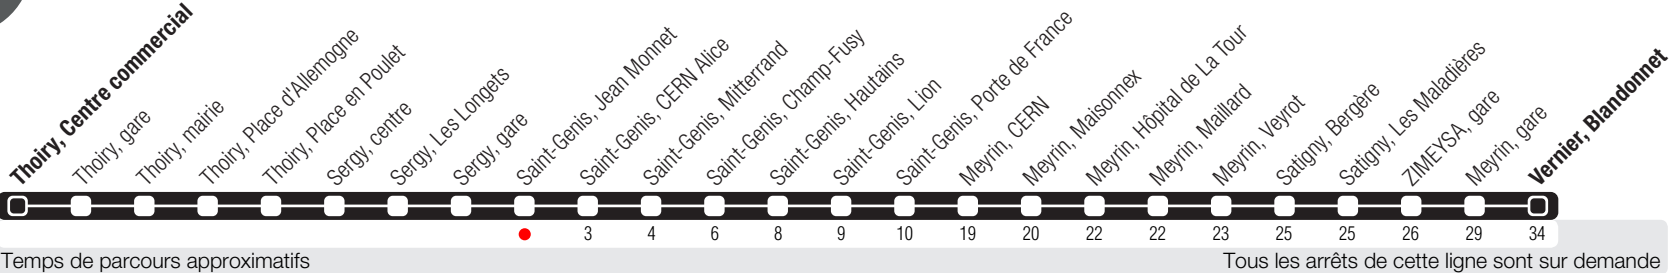 Thoiry, Centre commercial
Thoiry, gare
Thoiry, mairie
Thoiry, Place d'Allemogne
Thoiry, Place en Poulet
Sergy, centre
Sergy, Les Longets
Sergy, gare
Saint-Genis, Jean Monnet
Saint-Genis, CERN Alice
Saint-Genis, Mitterrand
Saint-Genis, Champ-Fusy
Saint-Genis, Hautains
Saint-Genis, Lion
Saint-Genis, Porte de France
Meyrin, CERN
Meyrin, Maisonnex
Meyrin, Hôpital de La Tour
Meyrin, Maillard
Meyrin, Veyrot
Satigny, Bergère
Satigny, Les Maladières
ZIMEYSA, gare
Meyrin, gare
Vernier, Blandonnet
3 4 6 8 9 10 19 20 22 22 23 25 25 26 29 34
Temps de parcours approximatifs
Tous les arrêts de cette ligne sont sur demande